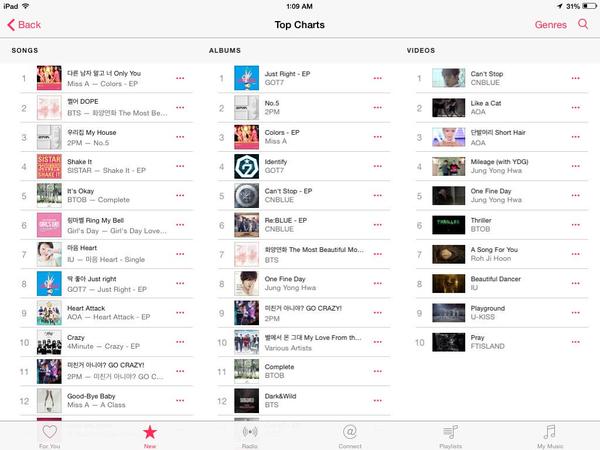 iPad
1:09 AM
31%
Back
Top Charts
Genres
SONGS
ALBUMS
VIDEOS
1
다른 남자 말고 너 Only You
Miss A — Colors - EP
2
쩔어 DOPE
BTS — 화양연화 The Most Be...
3
우리집 My House
2PM — No.5
4
Shake It
SISTAR — Shake It - EP
5
It's Okay
BTOB — Complete
6
링마벨 Ring My Bell
Girl's Day — Girl's Day Love...
7
마음 Heart
IU — 마음 Heart - Single
8
딱 좋아 Just right
GOT7 — Just Right - EP
9
Heart Attack
AOA — Heart Attack - EP
10
Crazy
4Minute — Crazy - EP
11
미친거 아니야? GO CRAZY!
2PM — 미친거 아니야? GO C...
12
Good-Bye Baby
Miss A — A Class
1
Just Right - EP
GOT7
2
No.5
2PM
3
Colors - EP
Miss A
4
Identify
GOT7
5
Can't Stop - EP
CNBLUE
6
Re:BLUE - EP
CNBLUE
7
화양연화 The Most Beautiful Mo...
BTS
8
One Fine Day
Jung Yong Hwa
9
미친거 아니야? GO CRAZY!
2PM
10
별에서 온 그대 My Love From th...
Various Artists
11
Complete
BTOB
12
Dark&Wild
BTS
1
Can't Stop
CNBLUE
2
Like a Cat
AOA
3
단발머리 Short Hair
AOA
4
Mileage (with YDG)
Jung Yong Hwa
5
One Fine Day
Jung Yong Hwa
6
Thriller
BTOB
7
A Song For You
Roh Ji Hoon
8
Beautiful Dancer
IU
9
Playground
U-KISS
10
Pray
FTISLAND
For You
New
Radio
Connect
Playlists
My Music